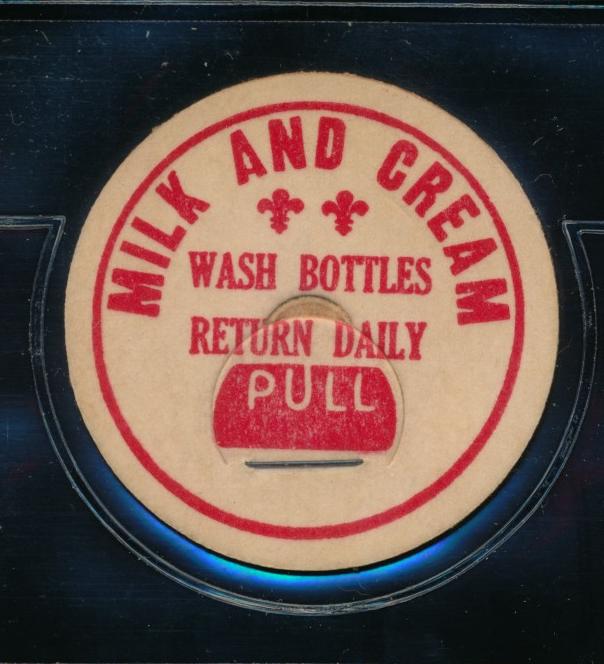 MILK AND CREAM
WASH BOTTLES
RETURN DAILY
PULL